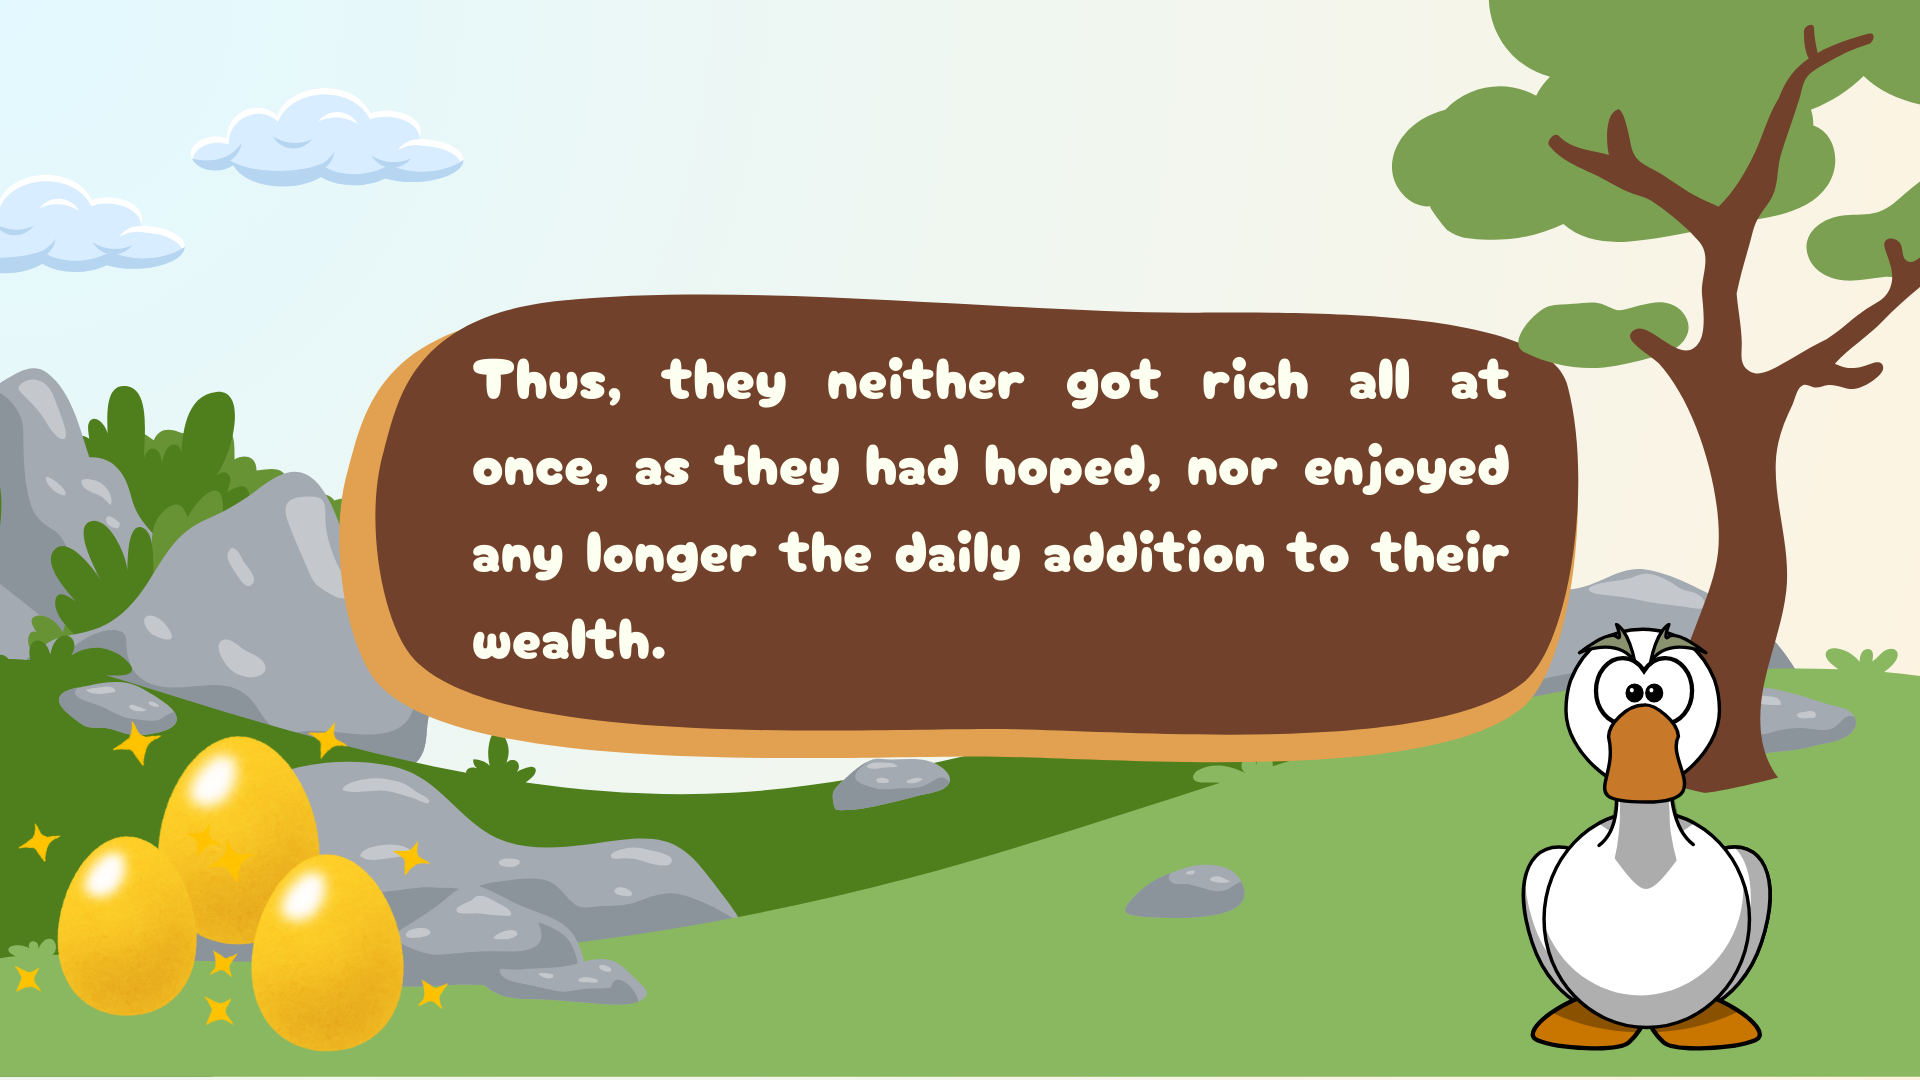 Thus, they neither got rich all at
once, as they had hoped, nor enjoyed
any longer the daily addition to their
wealth.